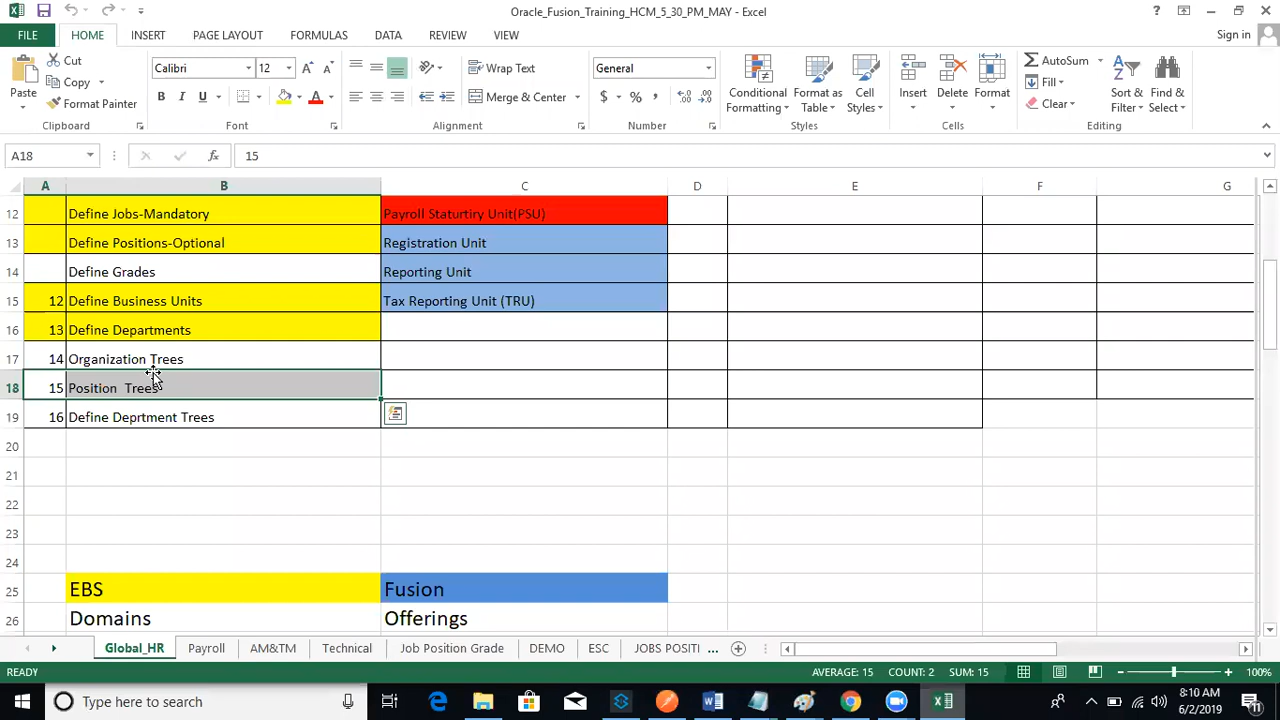 Oracle_Fusion_Training_HCM_5_30_PM_MAY - Excel
FILE HOME INSERT PAGE LAYOUT FORMULAS DATA REVIEW VIEW Sign in
Paste Cut Copy Format Painter Clipboard
Calibri 12 B I U A Font
Wrap Text Merge & Center Alignment
General $ % , Number
Conditional Formatting Format as Table Cell Styles Styles
Insert Delete Format Cells
AutoSum Fill Clear Sort & Filter Find & Select Editing
A18 fx 15
A B C D E F G
12 Define Jobs-Mandatory Payroll Staturtiry Unit(PSU)
13 Define Positions-Optional Registration Unit
14 Define Grades Reporting Unit
15 12 Define Business Units Tax Reporting Unit (TRU)
16 13 Define Departments
17 14 Organization Trees
18 15 Position Trees
19 16 Define Deprtment Trees
20
21
22
23
24
25 EBS Fusion
26 Domains Offerings
Global_HR Payroll AM&TM Technical Job Position Grade DEMO ESC JOBS POSITI ...
READY AVERAGE: 15 COUNT: 2 SUM: 15 100%
Type here to search 8:10 AM
6/2/2019 11